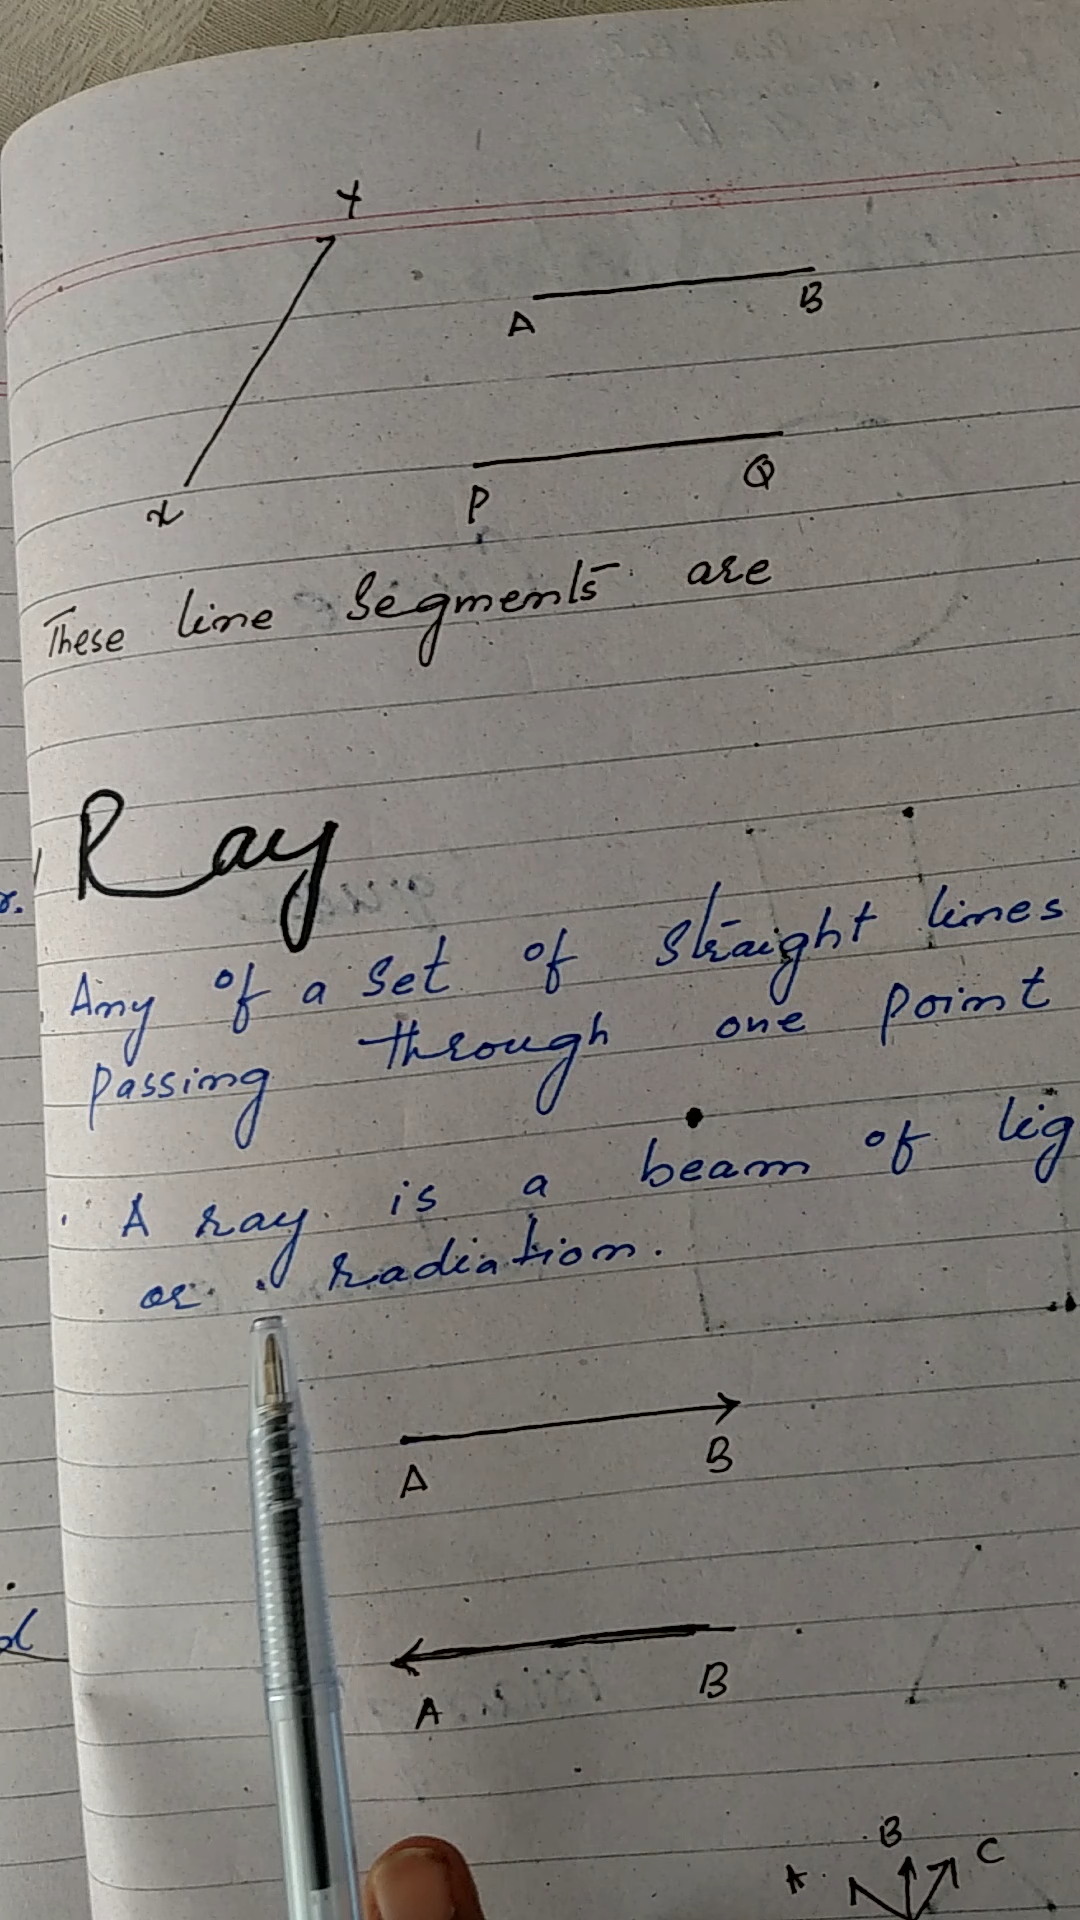 Y
A B
X
P Q
These line segments are
Ray
Any of a set of straight lines
passing through one point
A ray is a beam of lig
or radiation.
A B
A B
A B C